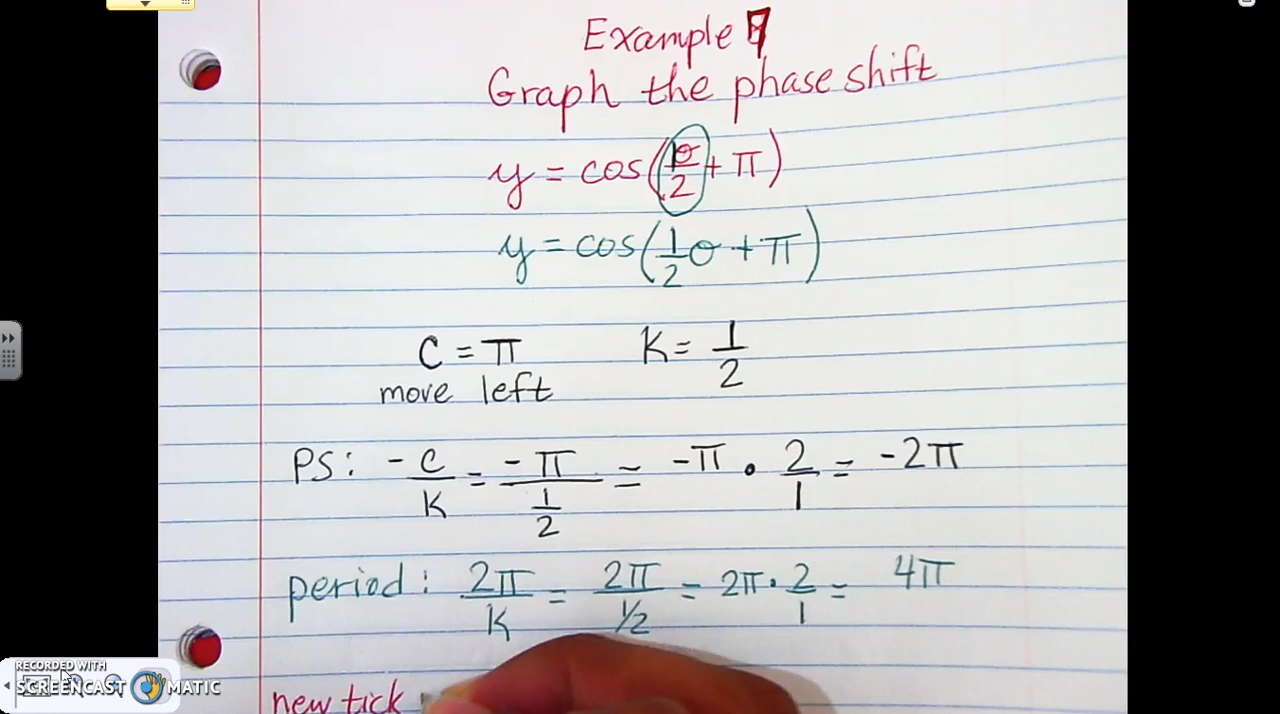 Example 9
Graph the phase shift
y = cos(θ/2 + π)
y = cos(1/2 θ + π)
C = π K = 1/2
move left
PS: -c/K = -π/(1/2) = -π · 2/1 = -2π
period: 2π/K = 2π/(1/2) = 2π · 2/1 = 4π
new tick
RECORDED WITH
SCREENCAST MATIC